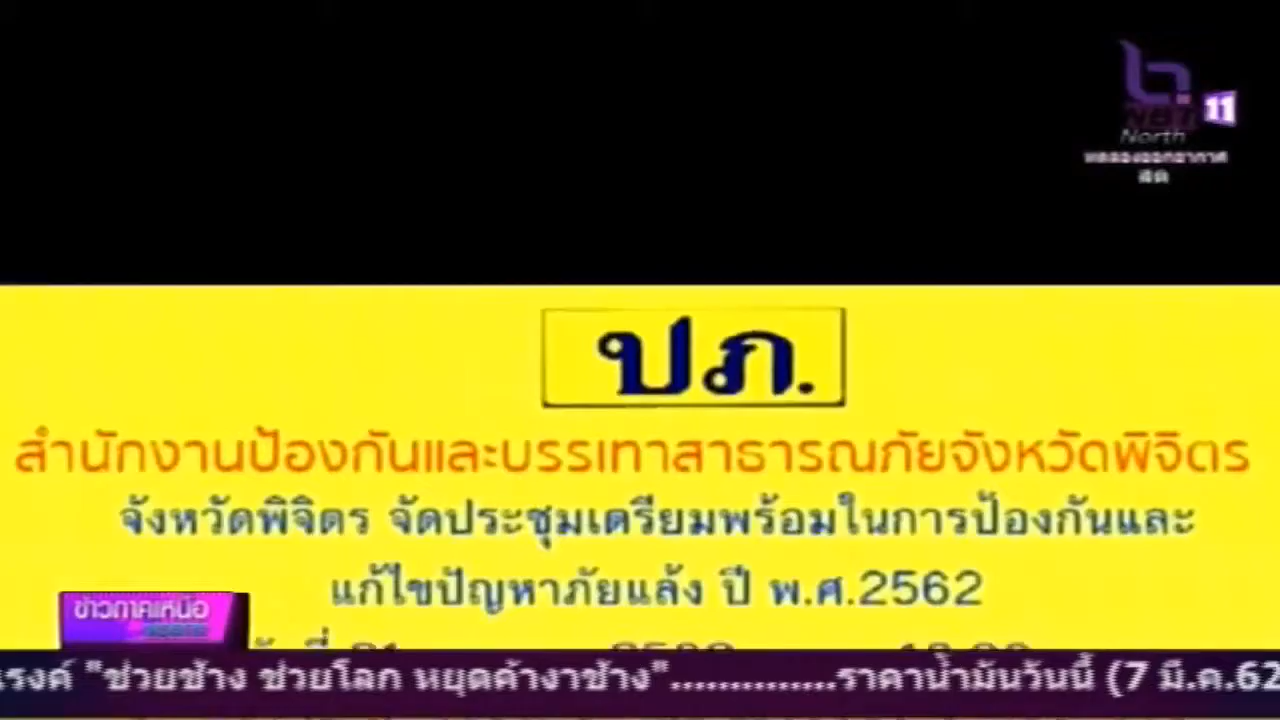 11
North
ทดลองออกอากาศ
สด
ปภ.
สำนักงานป้องกันและบรรเทาสาธารณภัยจังหวัดพิจิตร
จังหวัดพิจิตร จัดประชุมเตรียมพร้อมในการป้องกันและ
แก้ไขปัญหาภัยแล้ง ปี พ.ศ.2562
ข่าวภาคเหนือ
รงค์ "ช่วยช้าง ช่วยโลก หยุดค้างาช้าง"..............ราคาน้ำมันวันนี้ (7 มี.ค.62